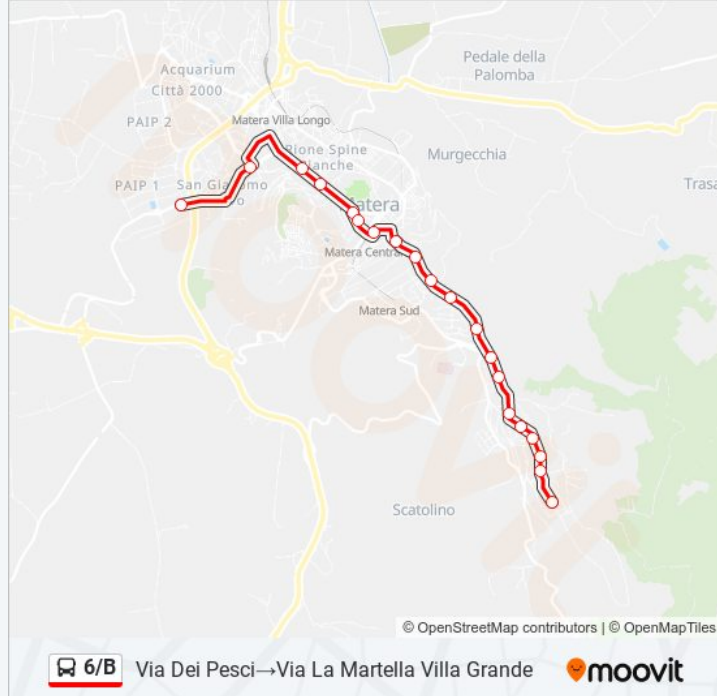 Pedale della
Palomba
Acquarium
Città 2000
Matera Villa Longo
PAIP 2
Rione Spine
Bianche
Murgecchia
PAIP 1
San Giacomo
Trasa
Matera
Matera Central
Matera Sud
Scatolino
© OpenStreetMap contributors | © OpenMapTiles
6/B
Via Dei Pesci→Via La Martella Villa Grande
moovit